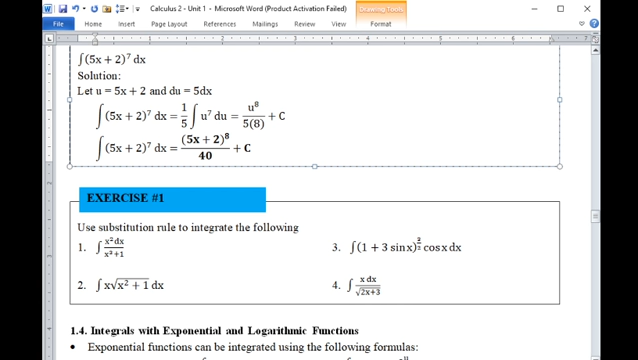 Calculus 2 - Unit 1 - Microsoft Word (Product Activation Failed)
Drawing Tools
File Home Insert Page Layout References Mailings Review View Format
∫(5x + 2)⁷ dx
Solution:
Let u = 5x + 2 and du = 5dx
∫ (5x + 2)⁷ dx = 1/5 ∫ u⁷ du = u⁸/5(8) + C
∫ (5x + 2)⁷ dx = (5x + 2)⁸/40 + C
EXERCISE #1
Use substitution rule to integrate the following
1. ∫ x² dx/x³+1
3. ∫(1 + 3 sin x)^(3/2) cos x dx
2. ∫ x√(x² + 1) dx
4. ∫ x dx/√(2x+3)
1.4. Integrals with Exponential and Logarithmic Functions
• Exponential functions can be integrated using the following formulas: